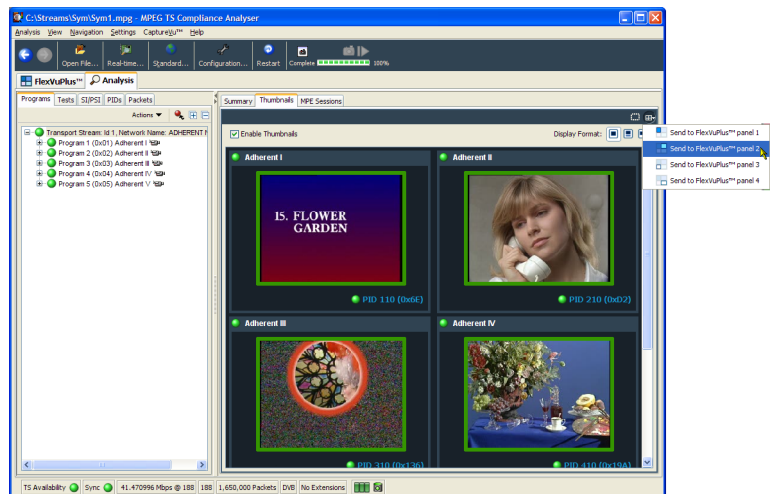 C:\Streams\Sym\Sym1.mpg - MPEG TS Compliance Analyser
Analysis View Navigation Settings CaptureVu™ Help
Open File... Real-time... Standard... Configuration... Restart Complete 100%
FlexVuPlus™ Analysis
Programs Tests SI/PSI PIDs Packets
Summary Thumbnails MPE Sessions
Actions
Enable Thumbnails
Display Format:
Send to FlexVuPlus™ panel 1
Send to FlexVuPlus™ panel 2
Send to FlexVuPlus™ panel 3
Send to FlexVuPlus™ panel 4
Transport Stream: Id 1, Network Name: ADHERENT
Program 1 (0x01) Adherent I
Program 2 (0x02) Adherent II
Program 3 (0x03) Adherent III
Program 4 (0x04) Adherent IV
Program 5 (0x05) Adherent V
Adherent I
Adherent II
15. FLOWER
GARDEN
PID 110 (0x6E)
PID 210 (0xD2)
Adherent III
Adherent IV
PID 310 (0x136)
PID 410 (0x19A)
TS Availability Sync 41.470996 Mbps @ 188 188 1,650,000 Packets DVB No Extensions